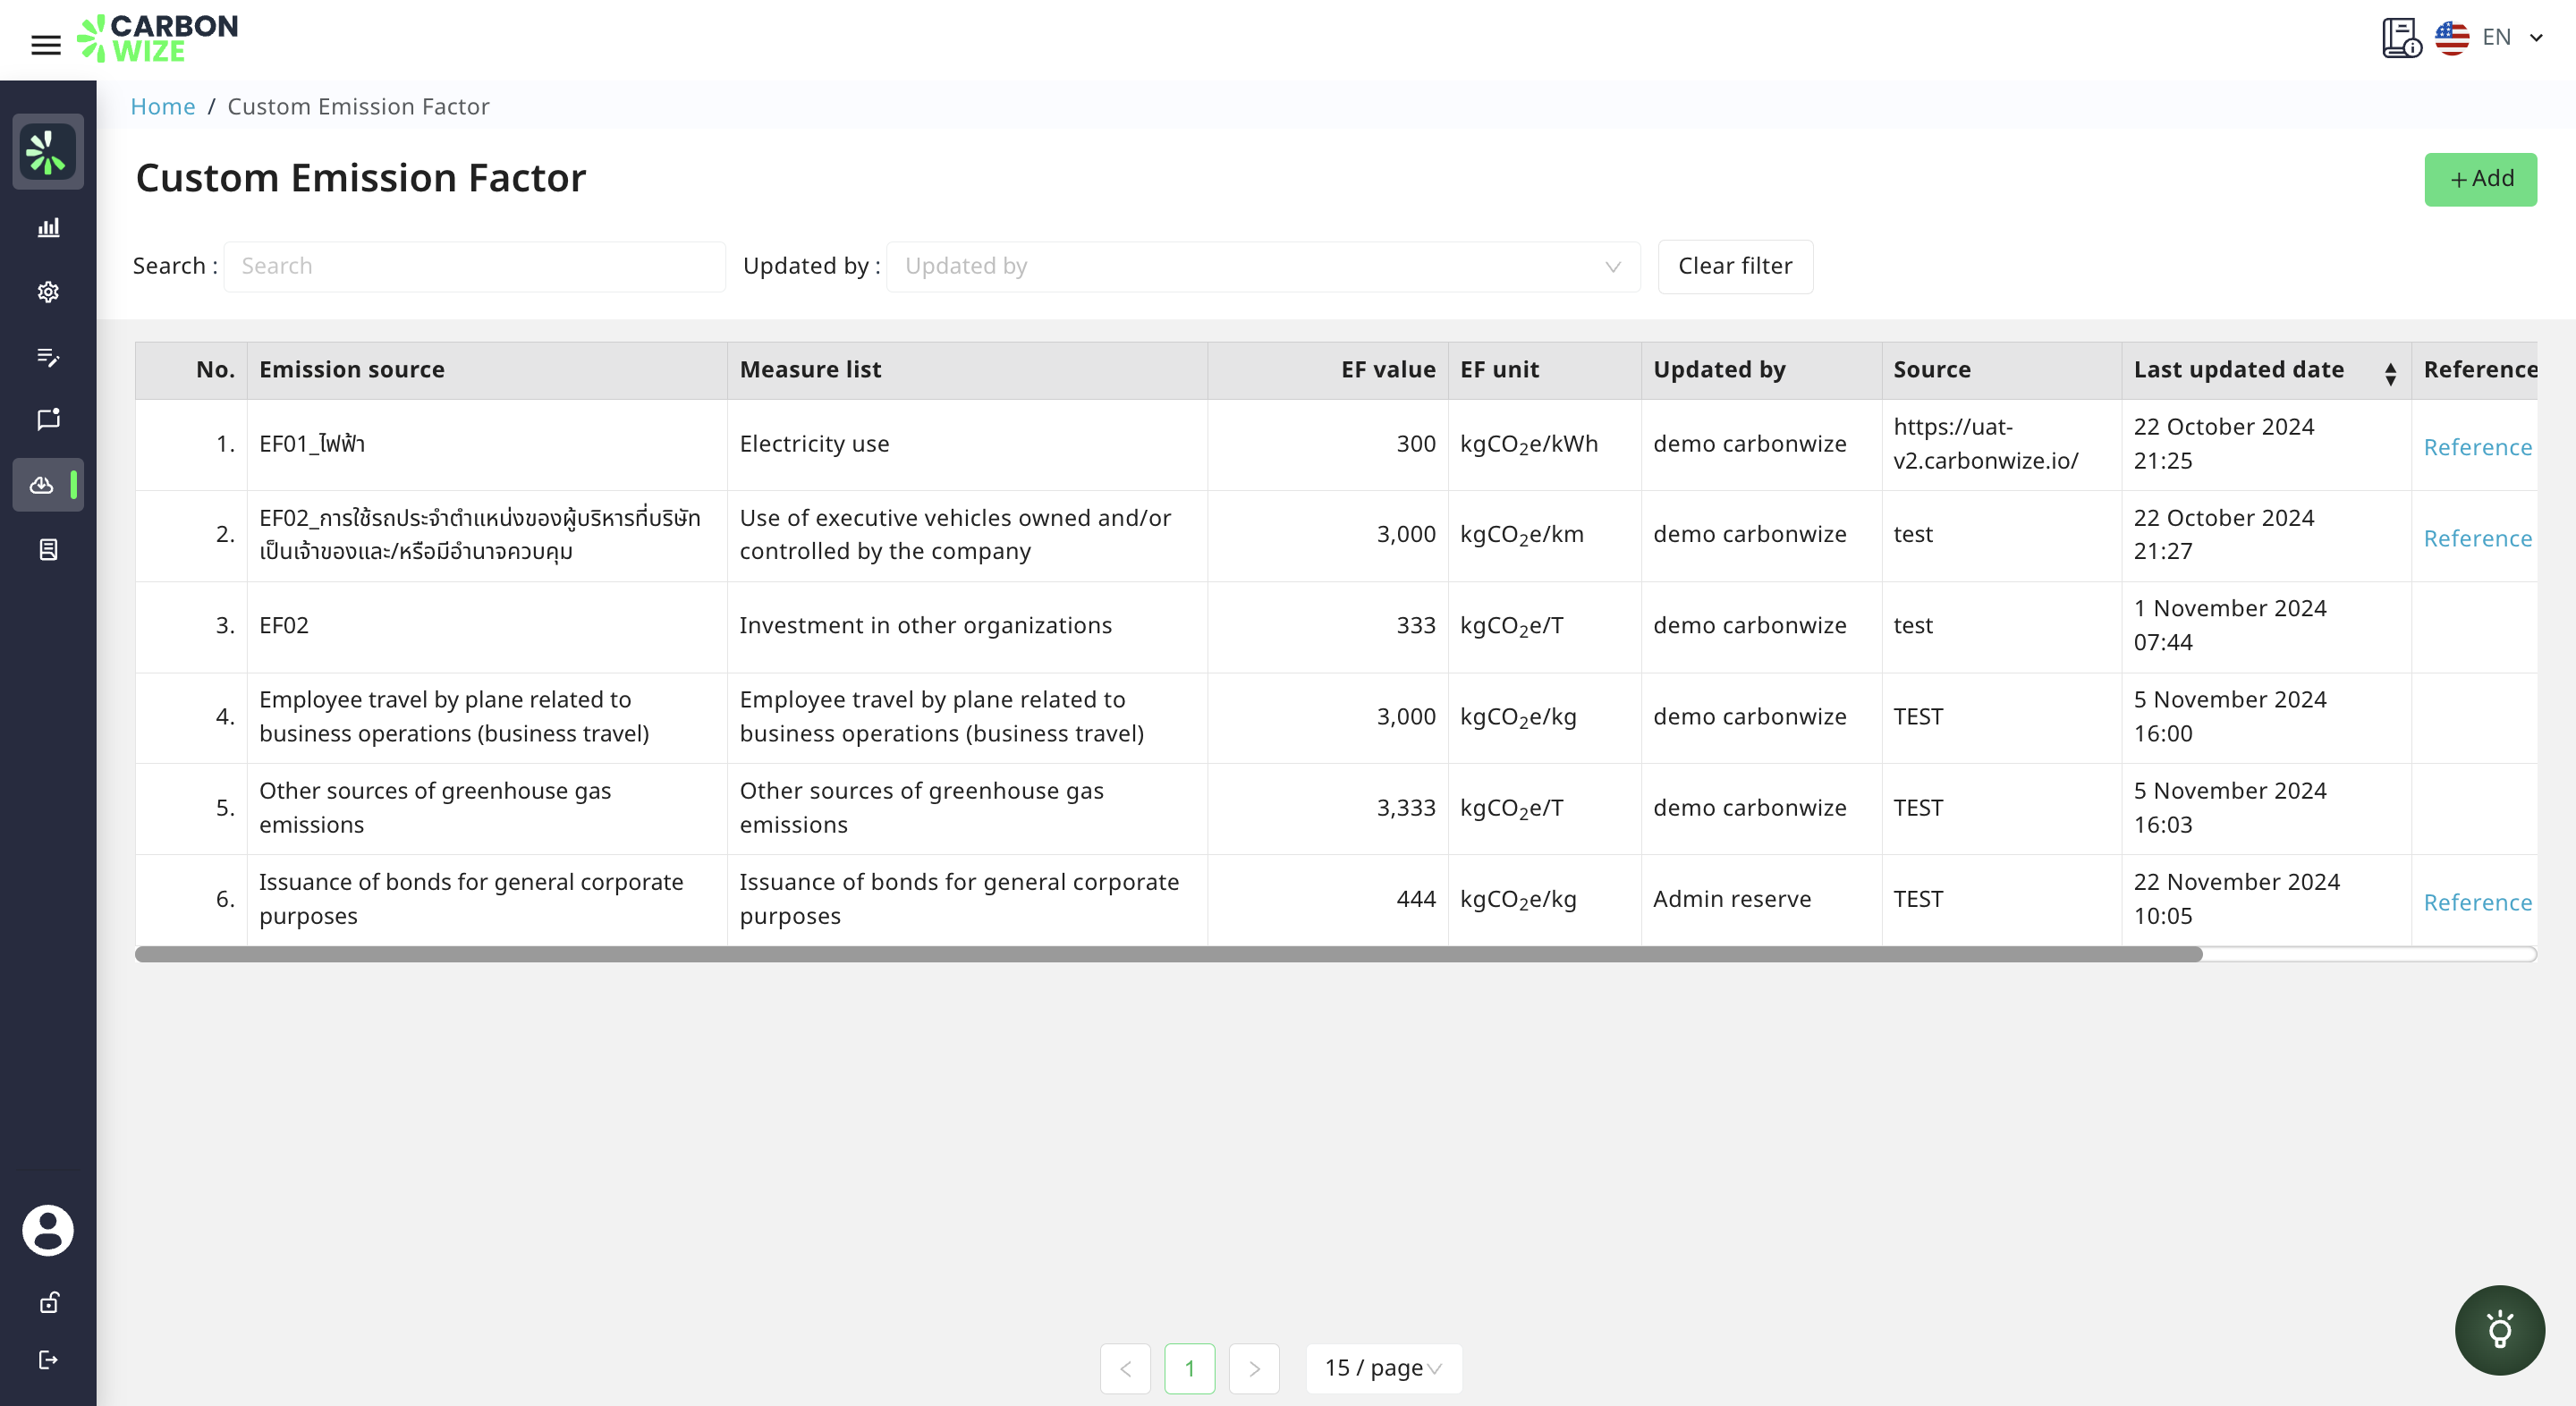 CARBON
WIZE
EN
Home / Custom Emission Factor
Custom Emission Factor
+ Add
Search : Search Updated by : Updated by Clear filter
No. Emission source Measure list EF value EF unit Updated by Source Last updated date Reference
1. EF01_ไฟฟ้า Electricity use 300 kgCO₂e/kWh demo carbonwize https://uat-
v2.carbonwize.io/ 22 October 2024
21:25 Reference
2. EF02_การใช้รถประจำตำแหน่งของผู้บริหารที่บริษัท
เป็นเจ้าของและ/หรือมีอำนาจควบคุม Use of executive vehicles owned and/or
controlled by the company 3,000 kgCO₂e/km demo carbonwize test 22 October 2024
21:27 Reference
3. EF02 Investment in other organizations 333 kgCO₂e/T demo carbonwize test 1 November 2024
07:44
4. Employee travel by plane related to
business operations (business travel) Employee travel by plane related to
business operations (business travel) 3,000 kgCO₂e/kg demo carbonwize TEST 5 November 2024
16:00
5. Other sources of greenhouse gas
emissions Other sources of greenhouse gas
emissions 3,333 kgCO₂e/T demo carbonwize TEST 5 November 2024
16:03
6. Issuance of bonds for general corporate
purposes Issuance of bonds for general corporate
purposes 444 kgCO₂e/kg Admin reserve TEST 22 November 2024
10:05 Reference
< 1 > 15 / page